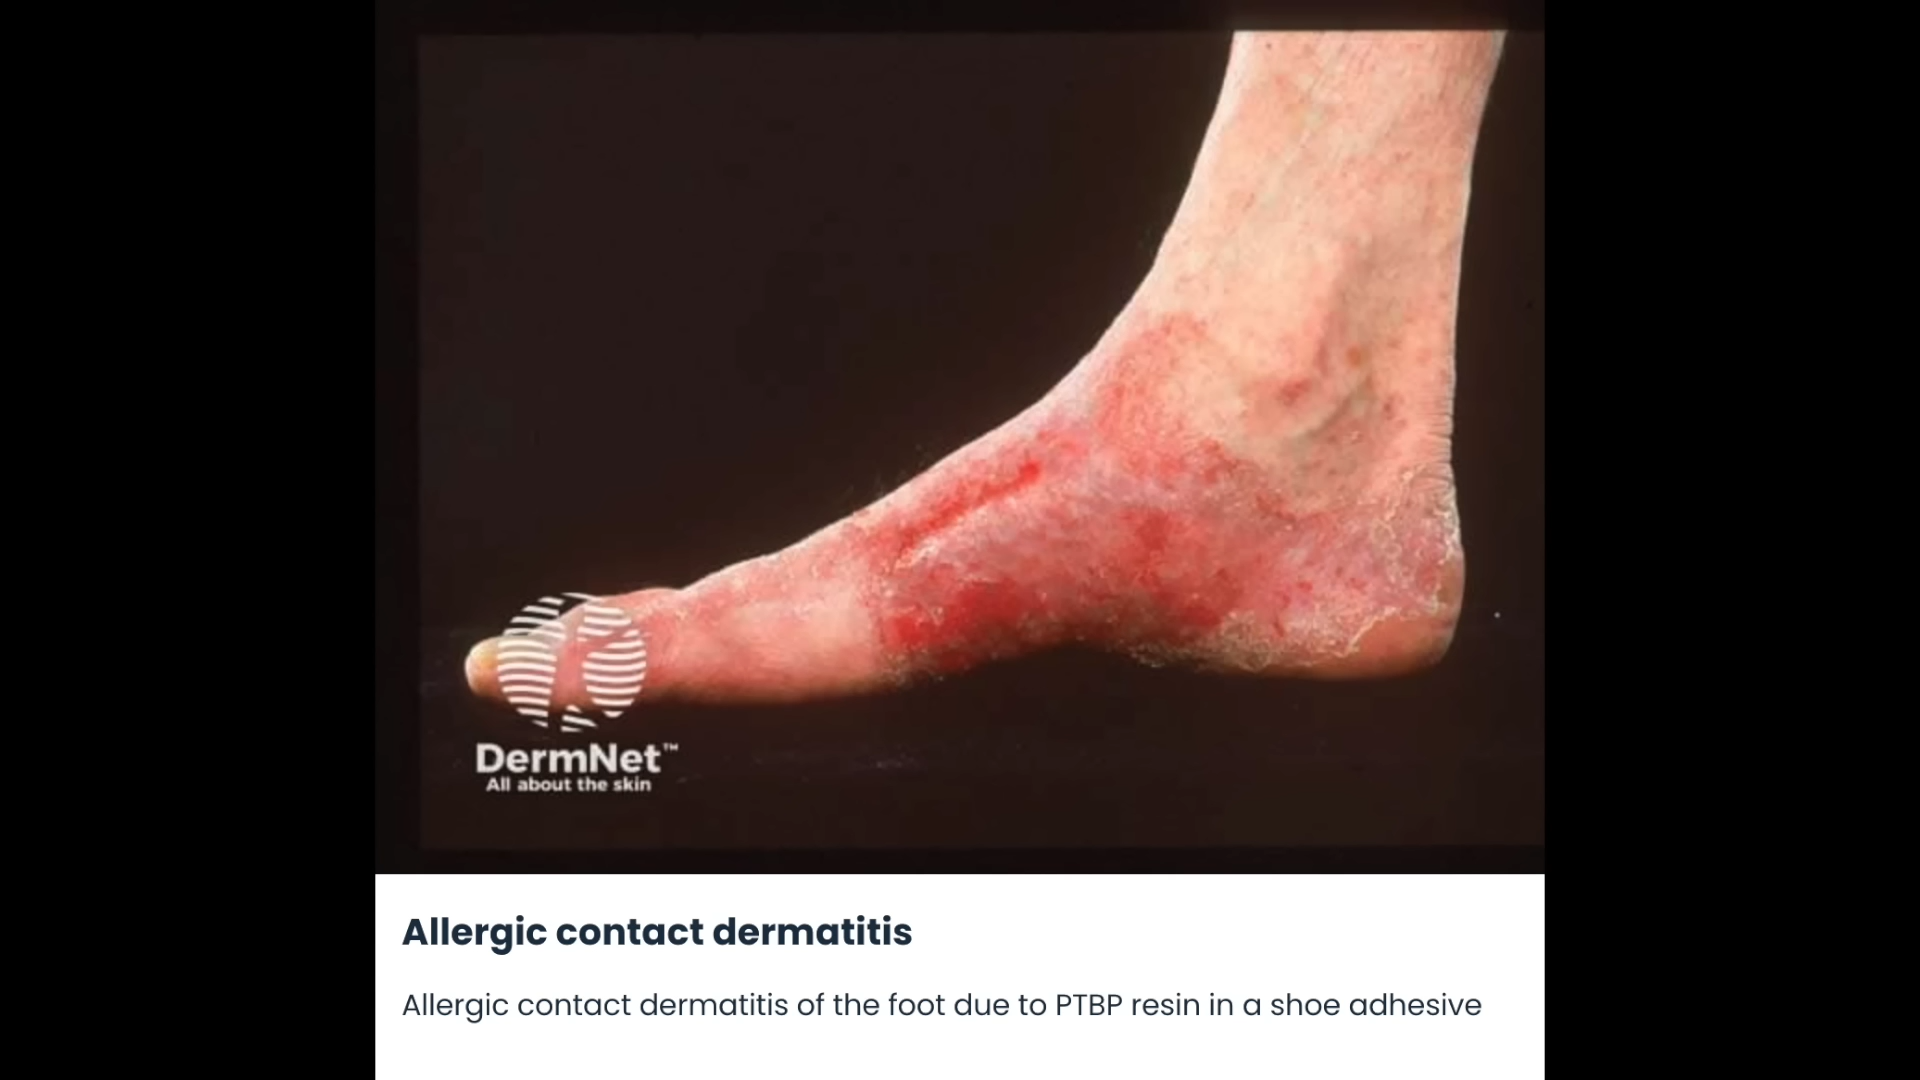 DermNet™
All about the skin
Allergic contact dermatitis
Allergic contact dermatitis of the foot due to PTBP resin in a shoe adhesive